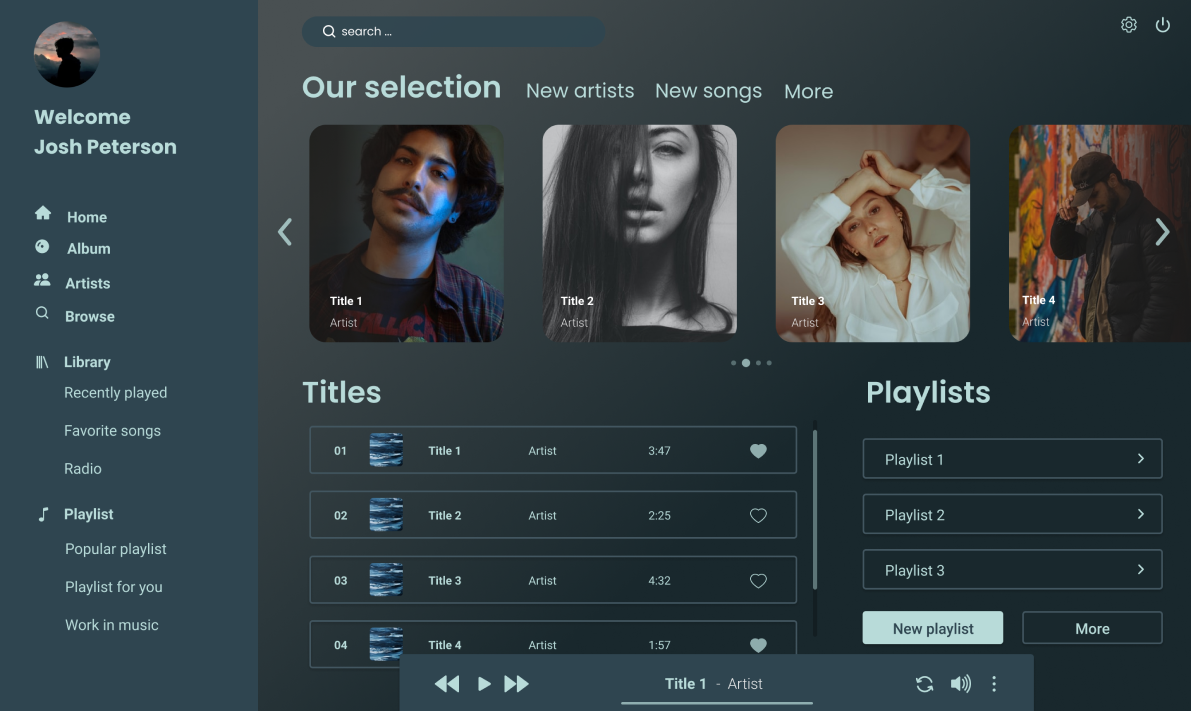 search ...
Welcome
Josh Peterson
Home
Album
Artists
Browse
Library
Recently played
Favorite songs
Radio
Playlist
Popular playlist
Playlist for you
Work in music
Our selection New artists New songs More
Title 1
Artist
Title 2
Artist
Title 3
Artist
Title 4
Artist
Titles
01 Title 1 Artist 3:47
02 Title 2 Artist 2:25
03 Title 3 Artist 4:32
04 Title 4 Artist 1:57
Playlists
Playlist 1
Playlist 2
Playlist 3
New playlist More
Title 1 - Artist